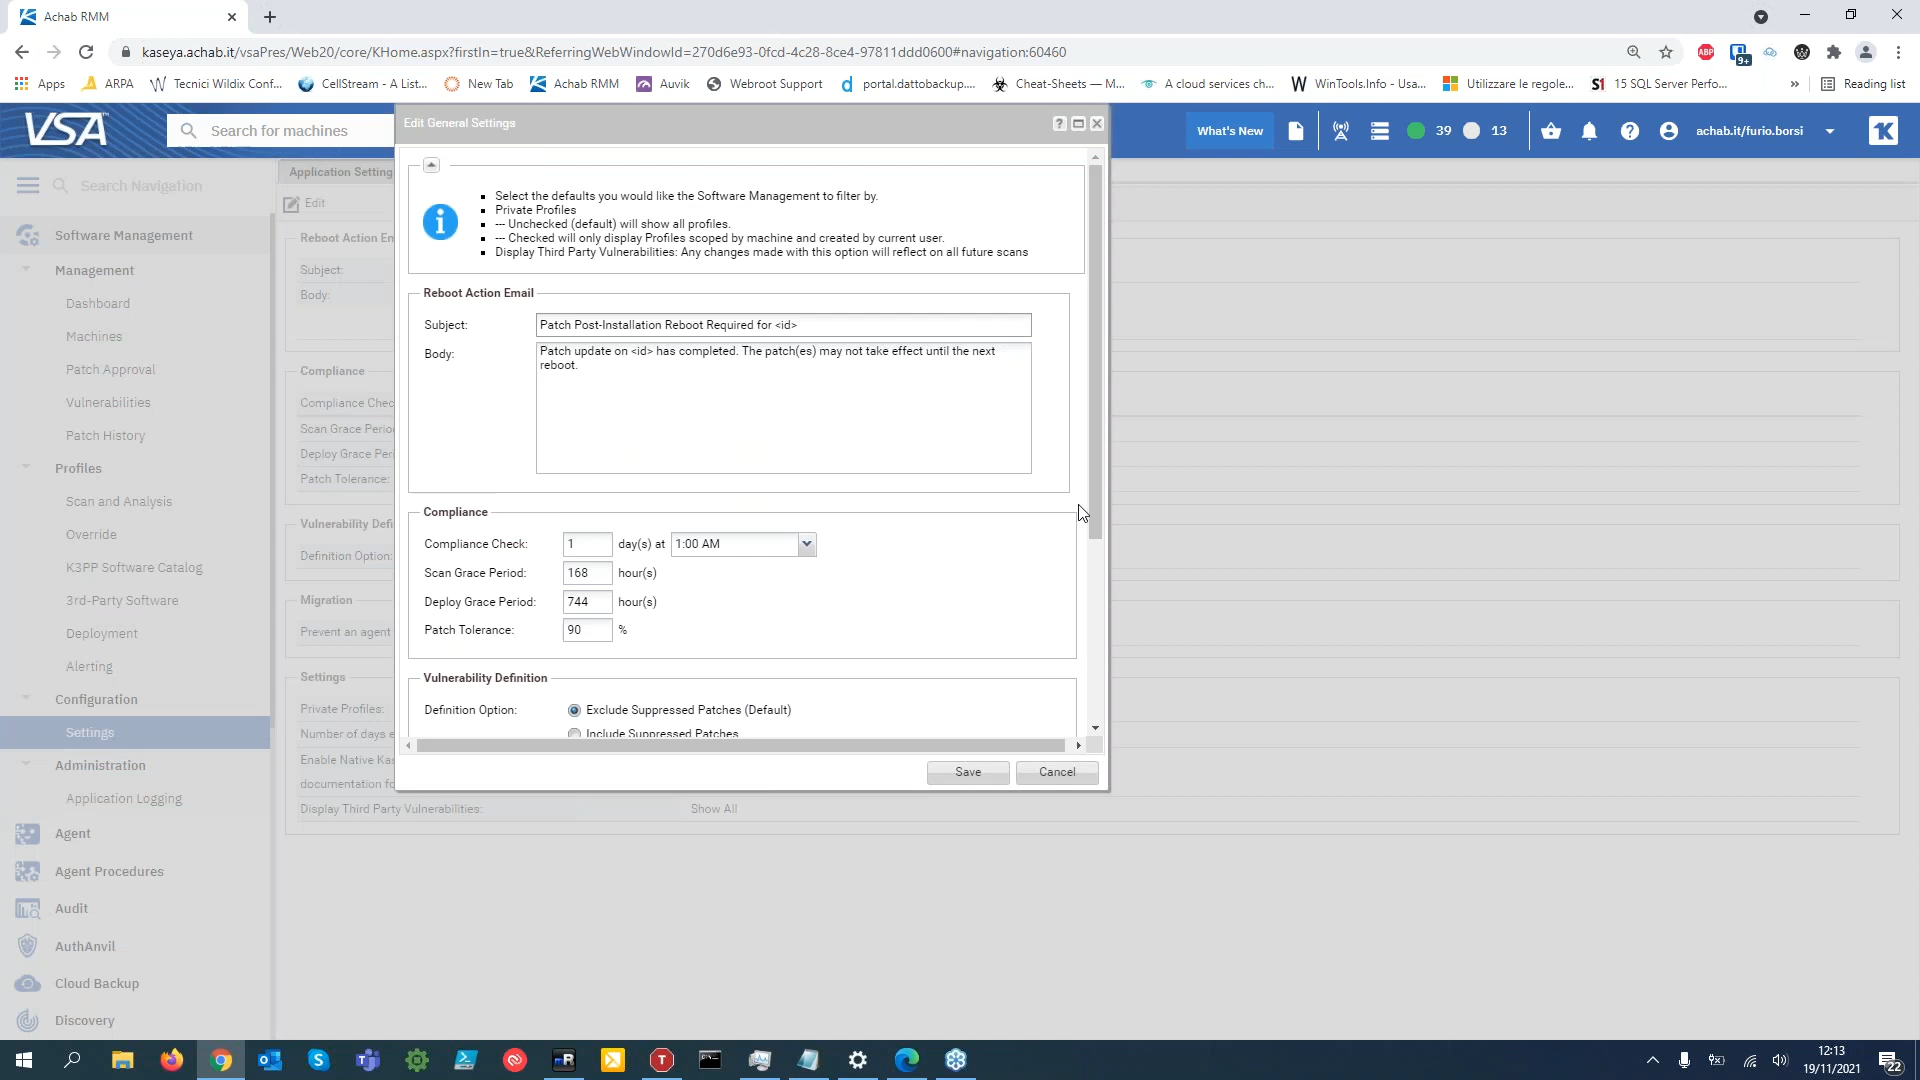 Achab RMM
kaseya.achab.it/vsaPres/Web20/core/KHome.aspx?firstIn=true&ReferringWebWindowId=270d6e93-0fcd-4c28-8ce4-97811ddd0600#navigation:60460
ABP
9+
Apps
ARPA
Tecnici Wildix Conf...
CellStream - A List...
New Tab
Achab RMM
Auvik
Webroot Support
portal.dattobackup....
Cheat-Sheets — M...
A cloud services ch...
WinTools.Info - Usa...
Utilizzare le regole...
S1
15 SQL Server Perfo...
»
Reading list
VSA
Search for machines
Edit General Settings
What's New
39
13
achab.it/furio.borsi
Search Navigation
Software Management
Management
Dashboard
Machines
Patch Approval
Vulnerabilities
Patch History
Profiles
Scan and Analysis
Override
K3PP Software Catalog
3rd-Party Software
Deployment
Alerting
Configuration
Settings
Administration
Application Logging
Agent
Agent Procedures
Audit
AuthAnvil
Cloud Backup
Discovery
Application Setting
Edit
Reboot Action En
Subject:
Body:
Compliance
Compliance Chec
Scan Grace Perio
Deploy Grace Per
Patch Tolerance:
Vulnerability Defi
Definition Option:
Migration
Prevent an agent
Settings
Private Profiles:
Number of days e
Enable Native Kas
documentation fo
Display Third Party Vulnerabilities: Show All
Select the defaults you would like the Software Management to filter by.
Private Profiles
--- Unchecked (default) will show all profiles.
--- Checked will only display Profiles scoped by machine and created by current user.
Display Third Party Vulnerabilities: Any changes made with this option will reflect on all future scans
Reboot Action Email
Subject: Patch Post-Installation Reboot Required for <id>
Body: Patch update on <id> has completed. The patch(es) may not take effect until the next
reboot.
Compliance
Compliance Check: 1 day(s) at 1:00 AM
Scan Grace Period: 168 hour(s)
Deploy Grace Period: 744 hour(s)
Patch Tolerance: 90 %
Vulnerability Definition
Definition Option: Exclude Suppressed Patches (Default)
Include Suppressed Patches
Save
Cancel
12:13
19/11/2021
22